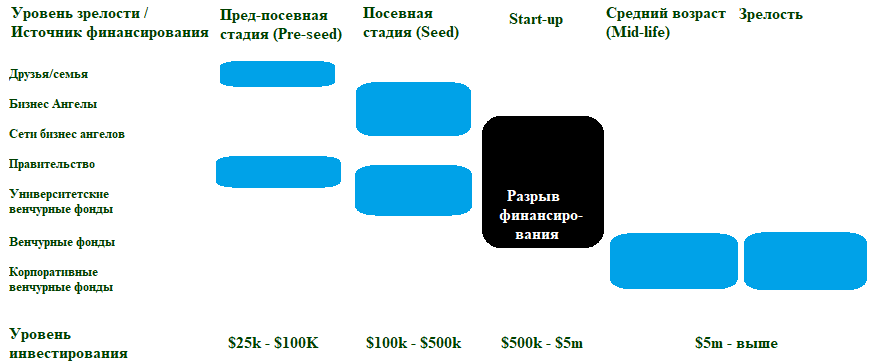 Уровень зрелости /
Источник финансирования
Пред-посевная
стадия (Pre-seed)
Посевная
стадия (Seed)
Start-up
Средний возраст
(Mid-life)
Зрелость
Друзья/семья
Бизнес Ангелы
Сети бизнес ангелов
Правительство
Университетские
венчурные фонды
Венчурные фонды
Корпоративные
венчурные фонды
Разрыв
финансиро-
вания
Уровень
инвестирования
$25k - $100K
$100k - $500k
$500k - $5m
$5m - выше